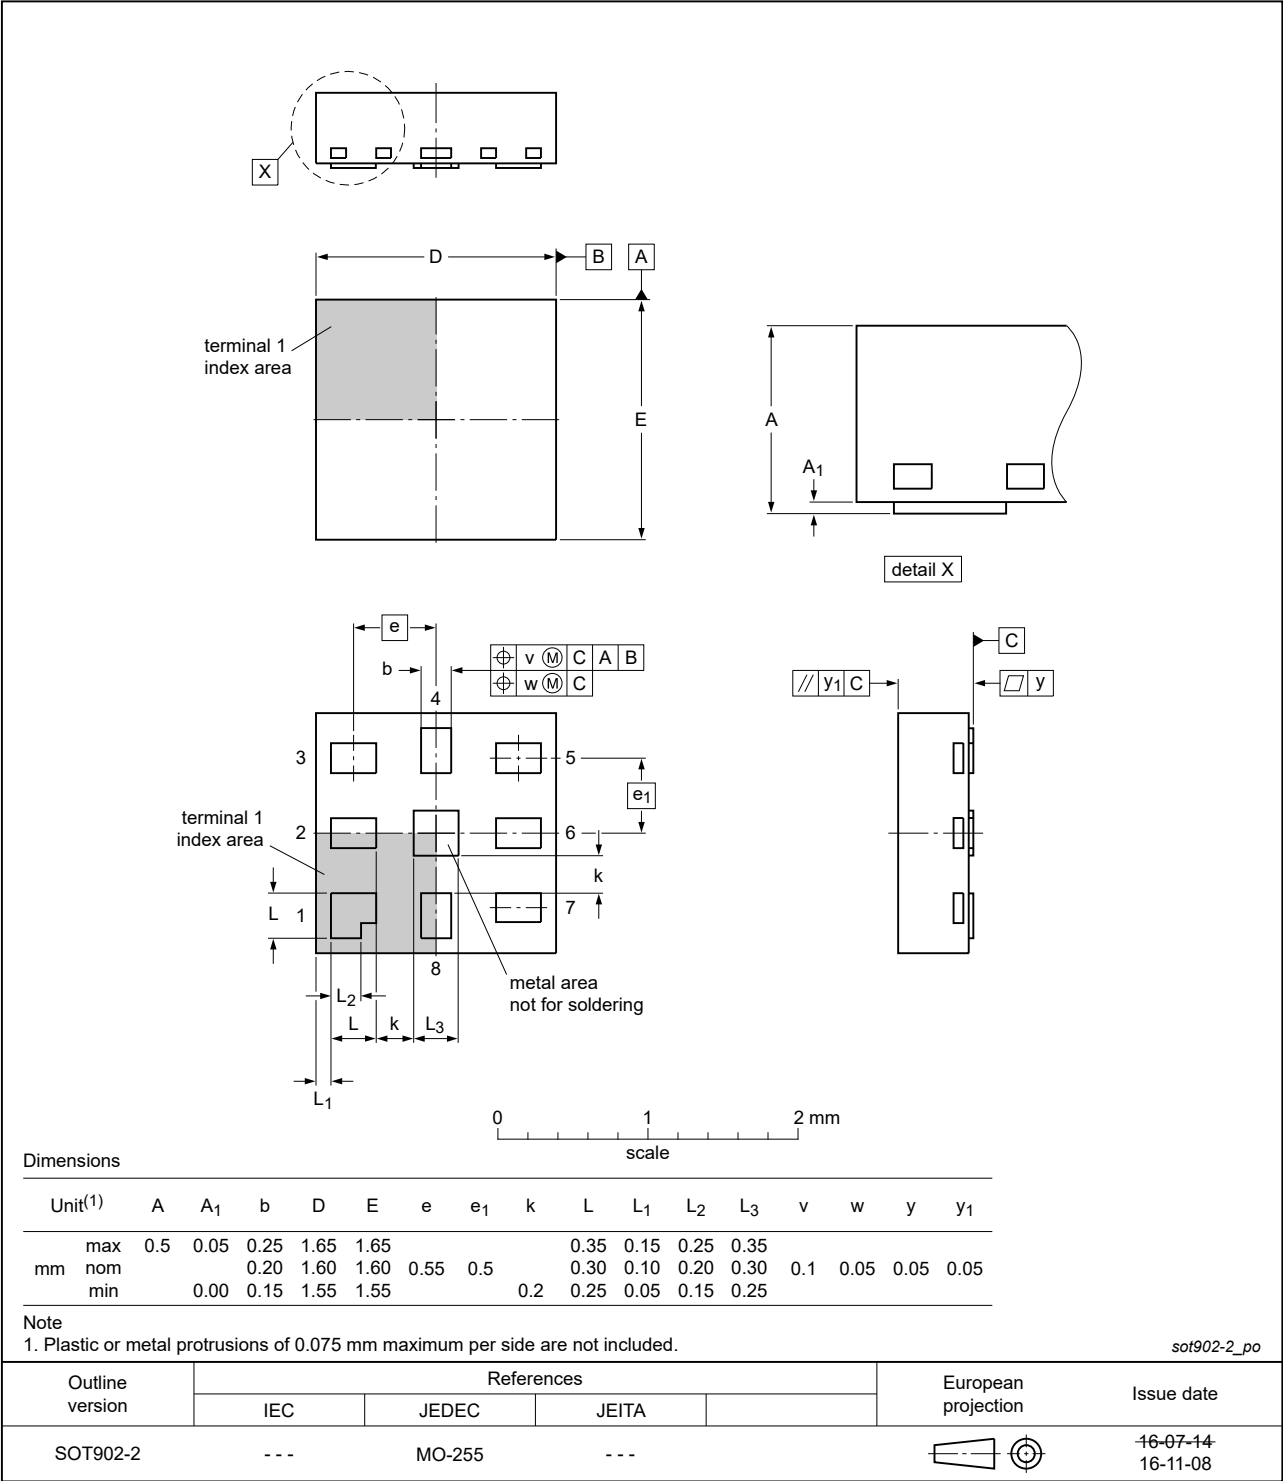 X
D
B
A
terminal 1
index area
E
A
A1
detail X
e
b
v Ⓜ C A B
w Ⓜ C
C
// y1 C
y
4
3
5
e1
terminal 1
index area
2
6
k
L
1
7
8
metal area
not for soldering
L2
L k L3
L1
0 1 2 mm
scale
Dimensions
Unit(1) A A1 b D E e e1 k L L1 L2 L3 v w y y1
max 0.5 0.05 0.25 1.65 1.65 0.35 0.15 0.25 0.35
mm nom 0.20 1.60 1.60 0.55 0.5 0.30 0.10 0.20 0.30 0.1 0.05 0.05 0.05
min 0.00 0.15 1.55 1.55 0.2 0.25 0.05 0.15 0.25
Note
1. Plastic or metal protrusions of 0.075 mm maximum per side are not included.
sot902-2_po
Outline
version
References
IEC JEDEC JEITA
European
projection
Issue date
SOT902-2 - - - MO-255 - - -
16-07-14
16-11-08